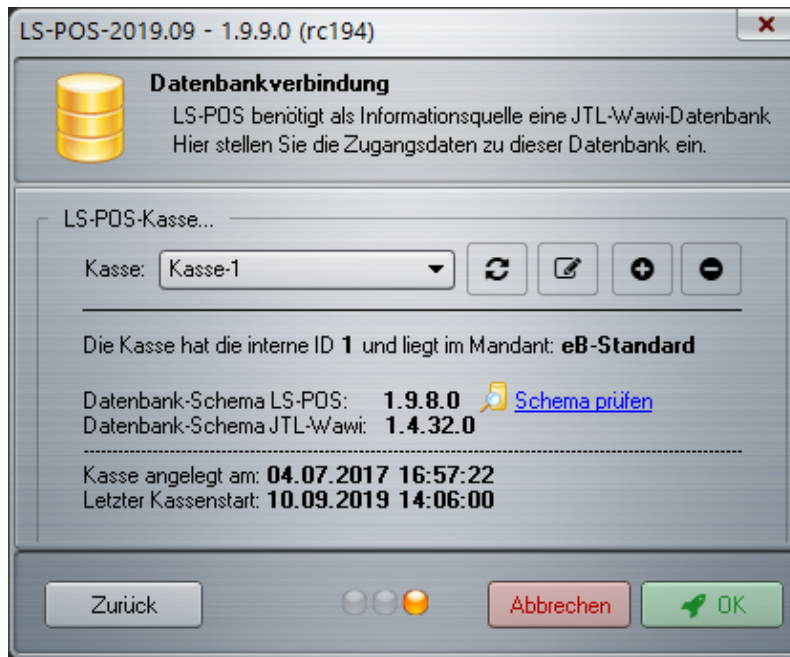 LS-POS-2019.09 - 1.9.9.0 (rc194)
Datenbankverbindung
LS-POS benötigt als Informationsquelle eine JTL-Wawi-Datenbank
Hier stellen Sie die Zugangsdaten zu dieser Datenbank ein.
LS-POS-Kasse...
Kasse: Kasse-1
Die Kasse hat die interne ID 1 und liegt im Mandant: eB-Standard
Datenbank-Schema LS-POS: 1.9.8.0 Schema prüfen
Datenbank-Schema JTL-Wawi: 1.4.32.0
Kasse angelegt am: 04.07.2017 16:57:22
Letzter Kassenstart: 10.09.2019 14:06:00
Zurück Abbrechen OK